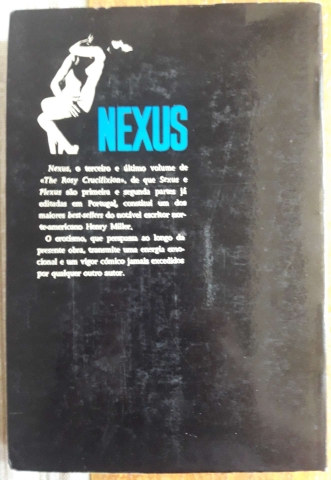 NEXUS
Nexus, o terceiro e último volume de
«The Rosy Crucifixion», de que Sexus e
Plexus são primeira e segunda partes já
editadas em Portugal, constitui um dos
maiores best-sellers do notável escritor nor-
te-americano Henry Miller.
O erotismo, que perpassa ao longo da
presente obra, transmite uma energia emo-
cional e um vigor cómico jamais excedidos
por qualquer outro autor.